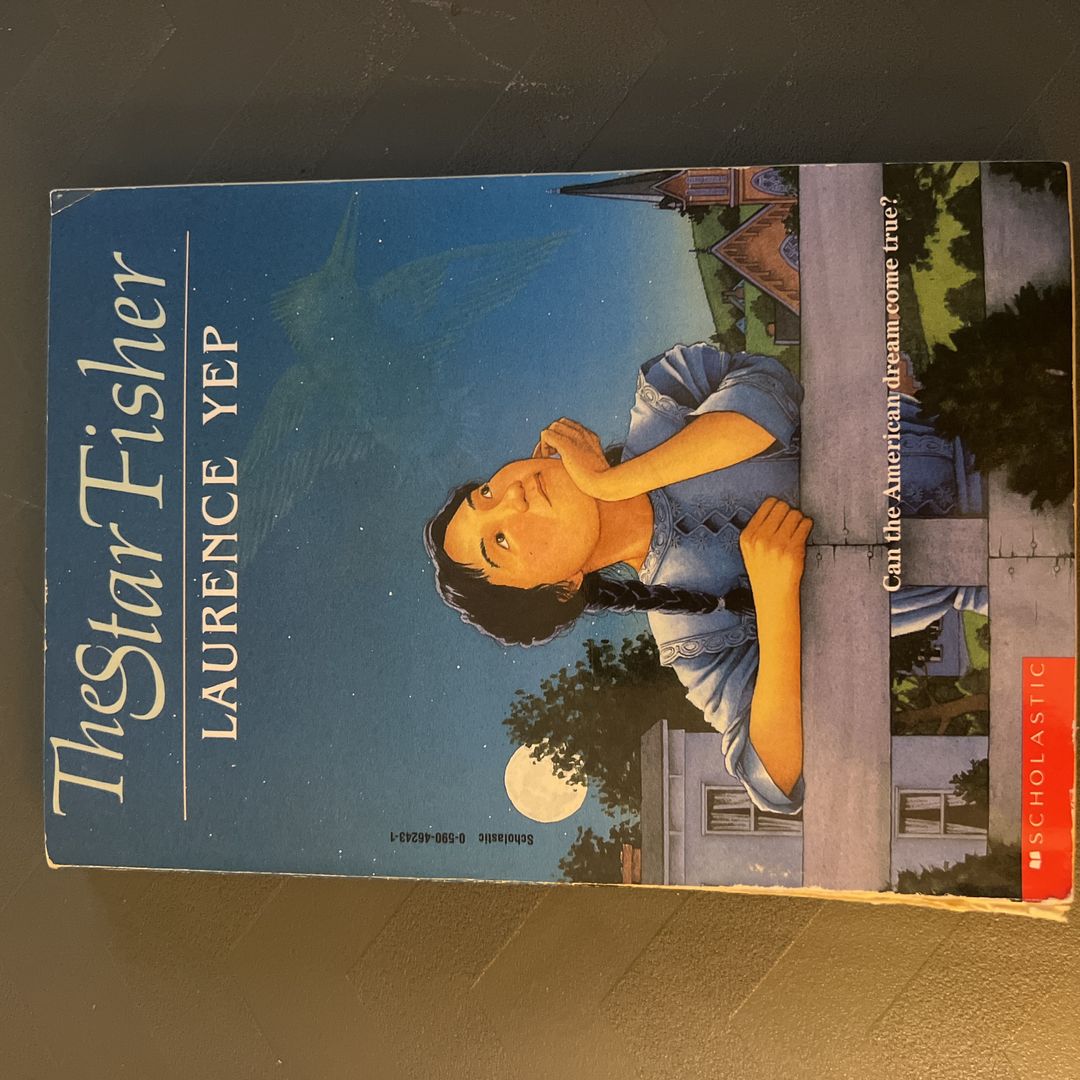 The Star Fisher
LAURENCE YEP
Scholastic 0-590-46243-1
Can the American dream come true?
SCHOLASTIC